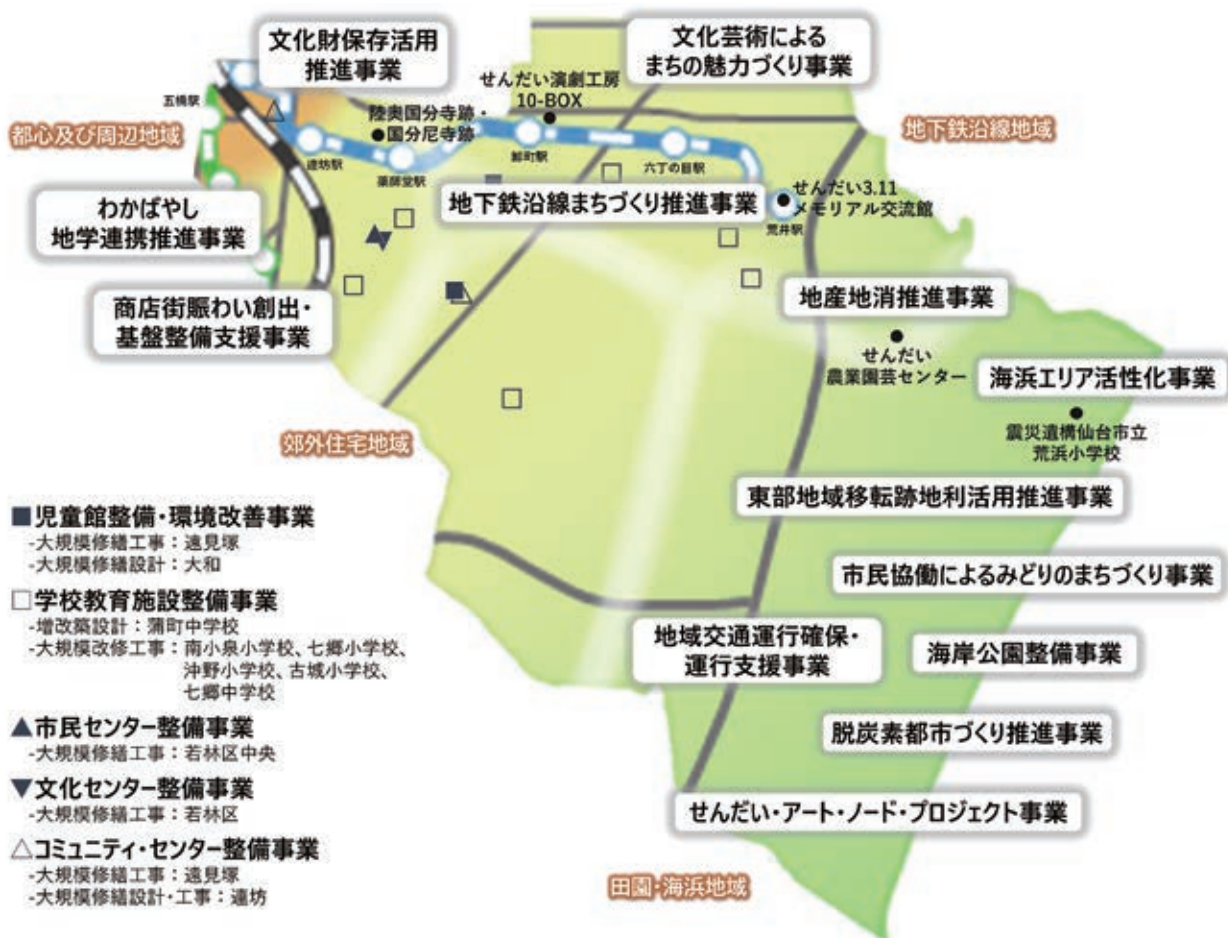 文化財保存活用
推進事業
文化芸術による
まちの魅力づくり事業
せんだい演劇工房
10-BOX
五橋駅
陸奥国分寺跡・
国分尼寺跡
都心及び周辺地域
地下鉄沿線地域
連坊駅
薬師堂駅
卸町駅
六丁の目駅
わかばやし
地学連携推進事業
地下鉄沿線まちづくり推進事業
せんだい3.11
メモリアル交流館
荒井駅
商店街賑わい創出・
基盤整備支援事業
地産地消推進事業
せんだい
農業園芸センター
海浜エリア活性化事業
震災遺構仙台市立
荒浜小学校
郊外住宅地域
東部地域移転跡地利活用推進事業
市民協働によるみどりのまちづくり事業
地域交通運行確保・
運行支援事業
海岸公園整備事業
脱炭素都市づくり推進事業
せんだい・アート・ノード・プロジェクト事業
田園・海浜地域
■児童館整備・環境改善事業
-大規模修繕工事：遠見塚
-大規模修繕設計：大和
□学校教育施設整備事業
-増改築設計：蒲町中学校
-大規模改修工事：南小泉小学校、七郷小学校、
沖野小学校、古城小学校、
七郷中学校
▲市民センター整備事業
-大規模修繕工事：若林区中央
▼文化センター整備事業
-大規模修繕工事：若林区
△コミュニティ・センター整備事業
-大規模修繕工事：遠見塚
-大規模修繕設計・工事：連坊